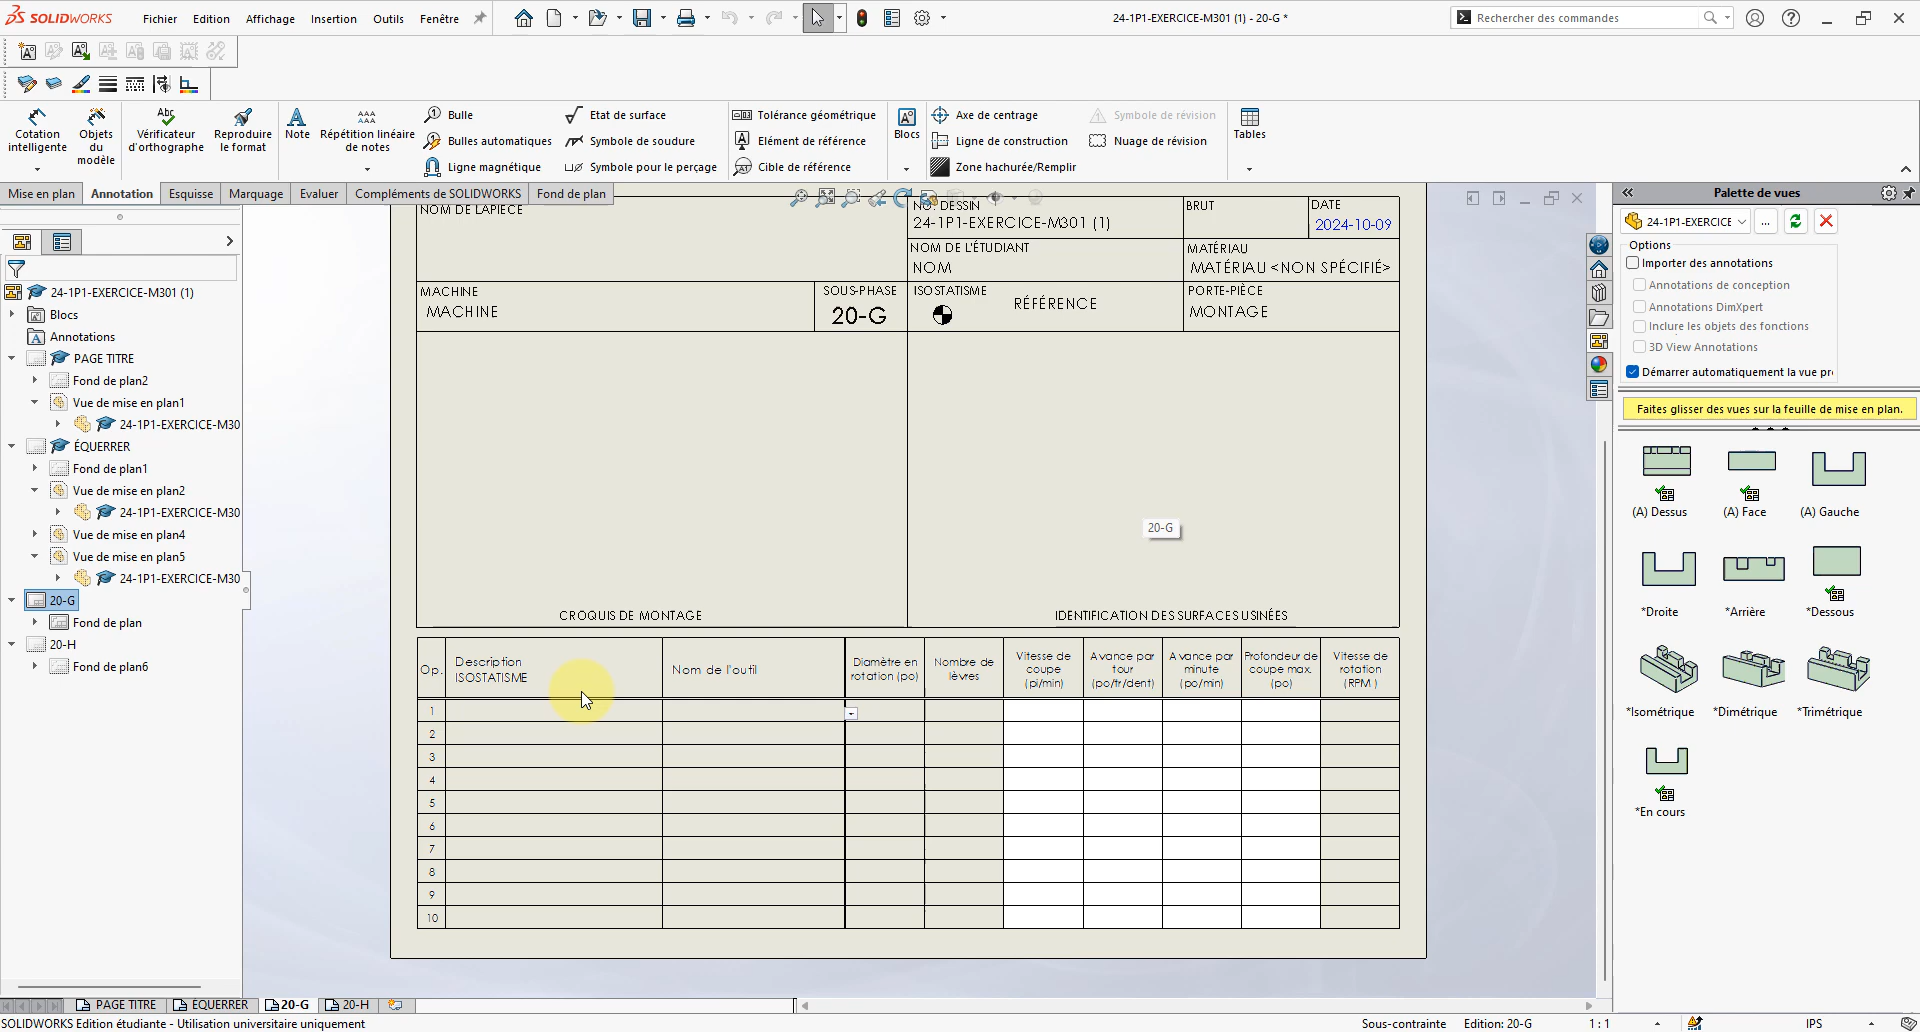 SOLIDWORKS
Fichier Edition Affichage Insertion Outils Fenêtre
24-1P1-EXERCICE-M301 (1) - 20-G *
Rechercher des commandes
Cotation intelligente
Objets du modèle
Abc
Vérificateur d'orthographe
Reproduire le format
Note
Répétition linéaire de notes
Bulle
Bulles automatiques
Ligne magnétique
Etat de surface
Symbole de soudure
Symbole pour le perçage
Tolérance géométrique
Elément de référence
Cible de référence
Blocs
Axe de centrage
Ligne de construction
Zone hachurée/Remplir
Symbole de révision
Nuage de révision
Tables
Mise en plan Annotation Esquisse Marquage Evaluer Compléments de SOLIDWORKS Fond de plan
24-1P1-EXERCICE-M301 (1)
Blocs
Annotations
PAGE TITRE
Fond de plan2
Vue de mise en plan1
24-1P1-EXERCICE-M30
ÉQUERRER
Fond de plan1
Vue de mise en plan2
24-1P1-EXERCICE-M30
Vue de mise en plan4
Vue de mise en plan5
24-1P1-EXERCICE-M30
20-G
Fond de plan
20-H
Fond de plan6
NOM DE LA PIÈCE
NO. DESSIN
24-1P1-EXERCICE-M301 (1)
BRUT
DATE
2024-10-09
NOM DE L'ÉTUDIANT
NOM
MATÉRIAU
MATÉRIAU <NON SPÉCIFIÉ>
MACHINE
MACHINE
SOUS-PHASE
20-G
ISOSTATISME
RÉFÉRENCE
PORTE-PIÈCE
MONTAGE
20-G
CROQUIS DE MONTAGE
IDENTIFICATION DES SURFACES USINÉES
Op.
Description
ISOSTATISME
Nom de l'outil
Diamètre en
rotation (po)
Nombre de
lèvres
Vitesse de
coupe
(pi/min)
Avance par
tour
(po/tr/dent)
Avance par
minute
(po/min)
Profondeur de
coupe max.
(po)
Vitesse de
rotation
(RPM)
1
2
3
4
5
6
7
8
9
10
Palette de vues
24-1P1-EXERCICE
...
Options
Importer des annotations
Annotations de conception
Annotations DimXpert
Inclure les objets des fonctions
3D View Annotations
Démarrer automatiquement la vue pr
Faites glisser des vues sur la feuille de mise en plan.
(A) Dessus (A) Face (A) Gauche
*Droite *Arrière *Dessous
*Isométrique *Dimétrique *Trimétrique
*En cours
PAGE TITRE ÉQUERRER 20-G 20-H
SOLIDWORKS Edition étudiante - Utilisation universitaire uniquement
Sous-contrainte Edition: 20-G 1 : 1 IPS